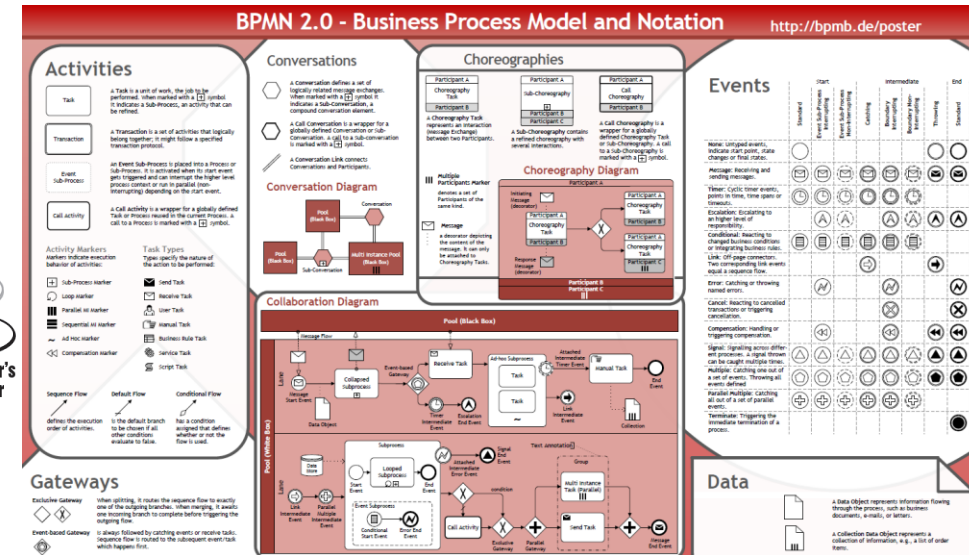 BPMN 2.0 - Business Process Model and Notation
http://bpmb.de/poster
Activities
Task
A Task is a unit of work, the job to be
performed. When marked with a + symbol
it indicates a Sub-Process, an activity that can
be refined.
Transaction
A Transaction is a set of activities that logically
belong together; it might follow a specified
transaction protocol.
Event
Sub-Process
An Event Sub-Process is placed into a Process or
Sub-Process. It is activated when its start event
gets triggered and can interrupt the higher level
process context or run in parallel (non-
interrupting) depending on the start event.
Call Activity
A Call Activity is a wrapper for a globally defined
Task or Process reused in the current Process. A
call to a Process is marked with a + symbol.
Activity Markers
Markers indicate execution
behavior of activities:
Sub-Process Marker
Loop Marker
Parallel MI Marker
Sequential MI Marker
Ad Hoc Marker
Compensation Marker
Task Types
Types specify the nature of
the action to be performed:
Send Task
Receive Task
User Task
Manual Task
Business Rule Task
Service Task
Script Task
Sequence Flow
defines the execution
order of activities.
Default Flow
is the default branch
to be chosen if all
other conditions
evaluate to false.
Conditional Flow
has a condition
assigned that defines
whether or not the
flow is used.
Gateways
Exclusive Gateway
When splitting, it routes the sequence flow to exactly
one of the outgoing branches. When merging, it awaits
one incoming branch to complete before triggering the
outgoing flow.
Event-based Gateway
Is always followed by catching events or receive tasks.
Sequence flow is routed to the subsequent event/task
which happens first.
Conversations
A Conversation defines a set of
logically related message exchanges.
When marked with a + symbol it
indicates a Sub-Conversation, a
compound conversation element.
A Call Conversation is a wrapper for a
globally defined Conversation or Sub-
Conversation. A call to a Sub-conversation
is marked with a + symbol.
A Conversation Link connects
Conversations and Participants.
Conversation Diagram
Pool
(Black Box)
Conversation
Pool
(Black Box)
Sub-Conversation
Multi Instance Pool
(Black Box)
Choreographies
Participant A
Choreography
Task
Participant B
A Choreography Task
represents an Interaction
(Message Exchange)
between two Participants.
Participant A
Sub-Choreography
Participant B
Participant C
A Sub-Choreography contains
a refined choreography with
several Interactions.
Participant A
Call
Choreography
Participant B
A Call Choreography is a
wrapper for a globally
defined Choreography Task
or Sub-Choreography. A call
to a Sub-Choreography is
marked with a + symbol.
Multiple
Participants Marker
denotes a set of
Participants of the
same kind.
Message
a decorator depicting
the content of the
message. It can only
be attached to
Choreography Tasks.
Choreography Diagram
Participant A
Initiating
Message
(decorator)
Participant A
Choreography
Task
Participant B
Response
Message
(decorator)
Participant A
Choreography
Task
Participant B
Participant A
Choreography
Task
Participant C
Participant B
Participant C
Collaboration Diagram
Pool (Black Box)
Message Flow
Pool (White Box)
Lane
Message
Start Event
Collapsed
Subprocess
Data Object
Event-based
Gateway
Receive Task
Timer
Intermediate
Event
Escalation
End Event
Ad-hoc Subprocess
Task
Task
Attached
Intermediate
Timer Event
Link
Intermediate
Event
Manual Task
End
Event
Collection
Lane
Link
Intermediate
Event
Parallel
Multiple
Intermediate
Event
Data
Store
Subprocess
Start
Event
Looped
Subprocess
End
Event
Event Subprocess
Conditional
Start Event
Error End
Event
Attached
Intermediate
Error Event
Signal
End
Event
Call Activity
condition
Exclusive
Gateway
Parallel
Gateway
Text annotation
Group
Multi Instance
Task (Parallel)
Send Task
Message
End Event
Events
Start
Intermediate
End
Standard
Event Sub-Process
Interrupting
Event Sub-Process
Non-Interrupting
Catching
Boundary
Interrupting
Boundary Non-
Interrupting
Throwing
Standard
None: Untyped events,
indicate start point, state
changes or final states.
Message: Receiving and
sending messages.
Timer: Cyclic timer events,
points in time, time spans or
timeouts.
Escalation: Escalating to
an higher level of
responsibility.
Conditional: Reacting to
changed business conditions
or integrating business rules.
Link: Off-page connectors.
Two corresponding link events
equal a sequence flow.
Error: Catching or throwing
named errors.
Cancel: Reacting to cancelled
transactions or triggering
cancellation.
Compensation: Handling or
triggering compensation.
Signal: Signalling across differ-
ent processes. A signal thrown
can be caught multiple times.
Multiple: Catching one out of
a set of events. Throwing all
events defined
Parallel Multiple: Catching
all out of a set of parallel
events.
Terminate: Triggering the
immediate termination of a
process.
Data
A Data Object represents information flowing
through the process, such as business
documents, e-mails, or letters.
A Collection Data Object represents a
collection of information, e.g., a list of order
items.